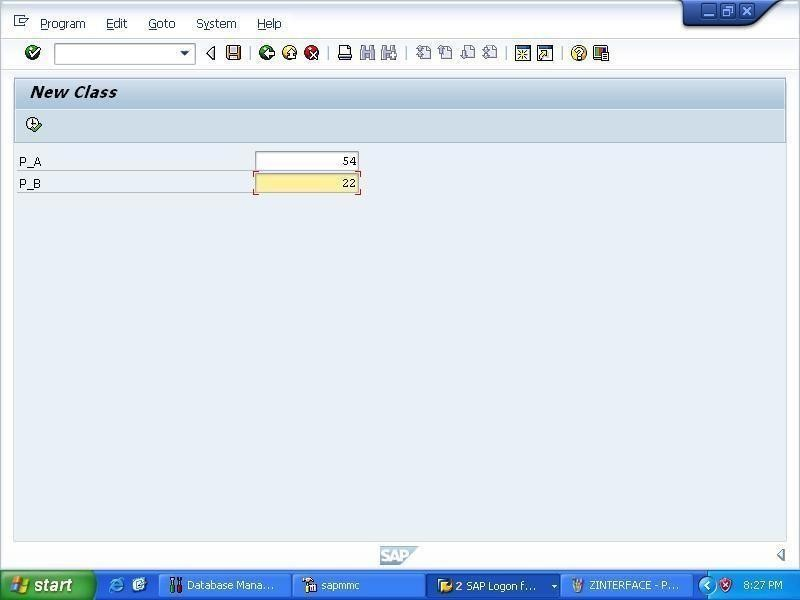 Program Edit Goto System Help
New Class
P_A 54
P_B 22
SAP
start Database Mana... sapmmc 2 SAP Logon f... ZINTERFACE - P... 8:27 PM